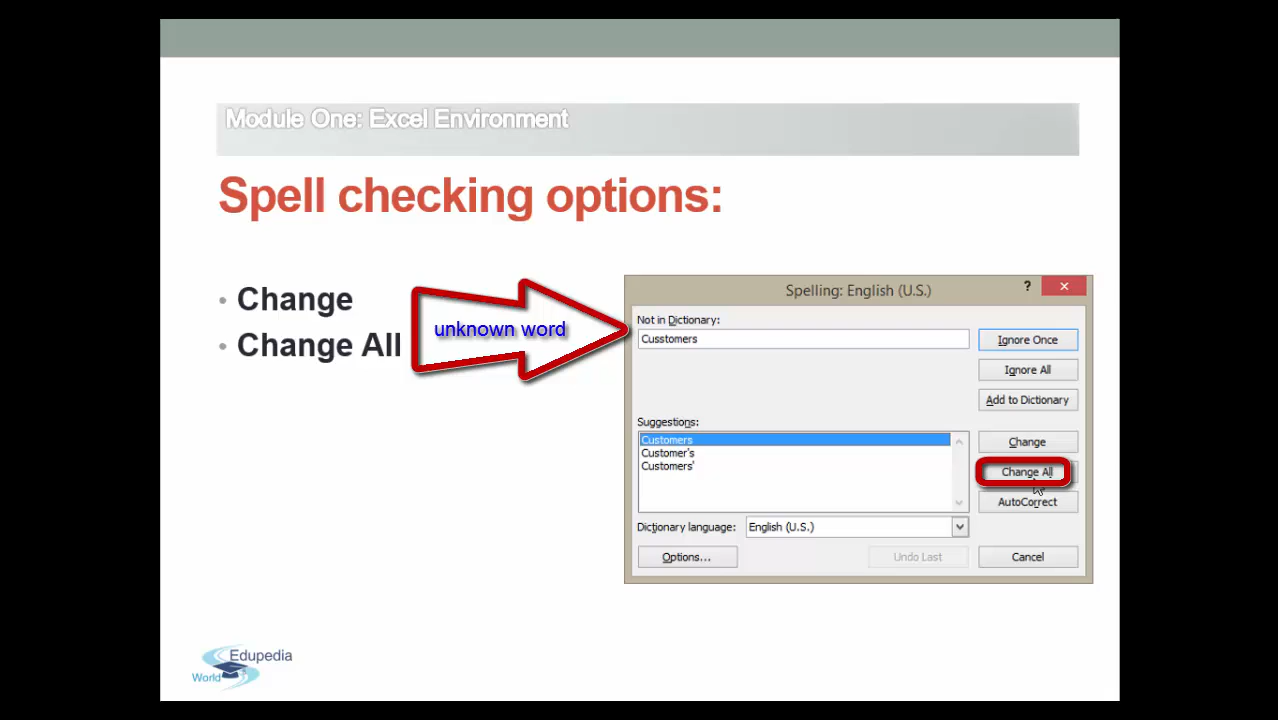 Module One: Excel Environment
Spell checking options:
• Change
• Change All
unknown word
Spelling: English (U.S.)
?
Not in Dictionary:
Cusstomers
Ignore Once
Ignore All
Add to Dictionary
Suggestions:
Customers
Customer's
Customers'
Change
Change All
AutoCorrect
Dictionary language:
English (U.S.)
Options...
Undo Last
Cancel
Edupedia
World